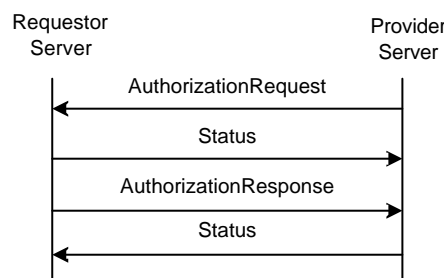 Requestor
Server
Provider
Server
AuthorizationRequest
Status
AuthorizationResponse
Status